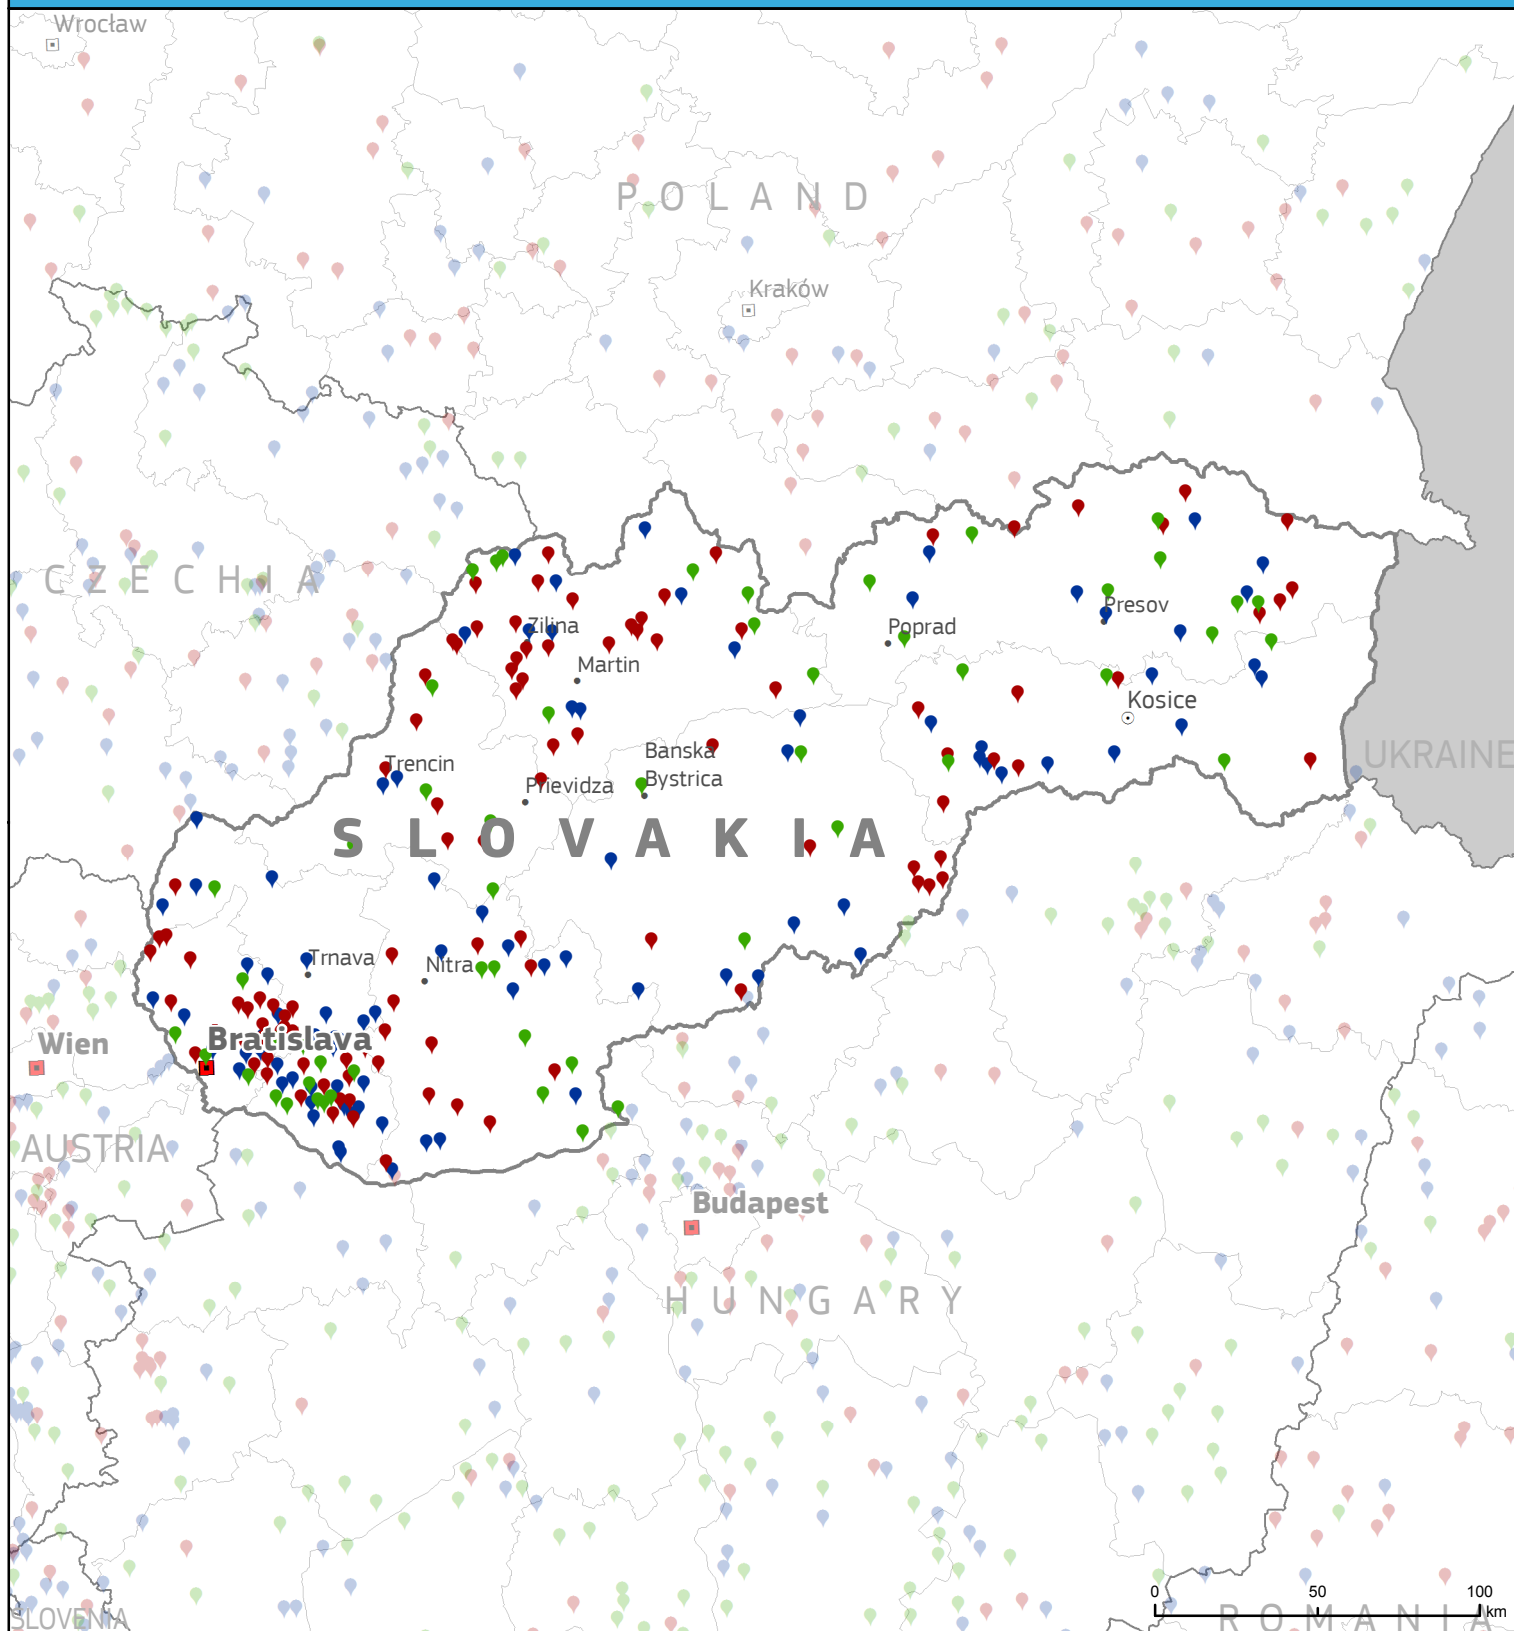 Wrocław
POLAND
Kraków
CZECHIA
Zilina
Presov
Poprad
Martin
Kosice
Banska
Bystrica
UKRAINE
Trencin
Prievidza
SLOVAKIA
Trnava
Nitra
Bratislava
Wien
AUSTRIA
Budapest
HUNGARY
0 50 100
km
SLOVENIA
ROMANIA